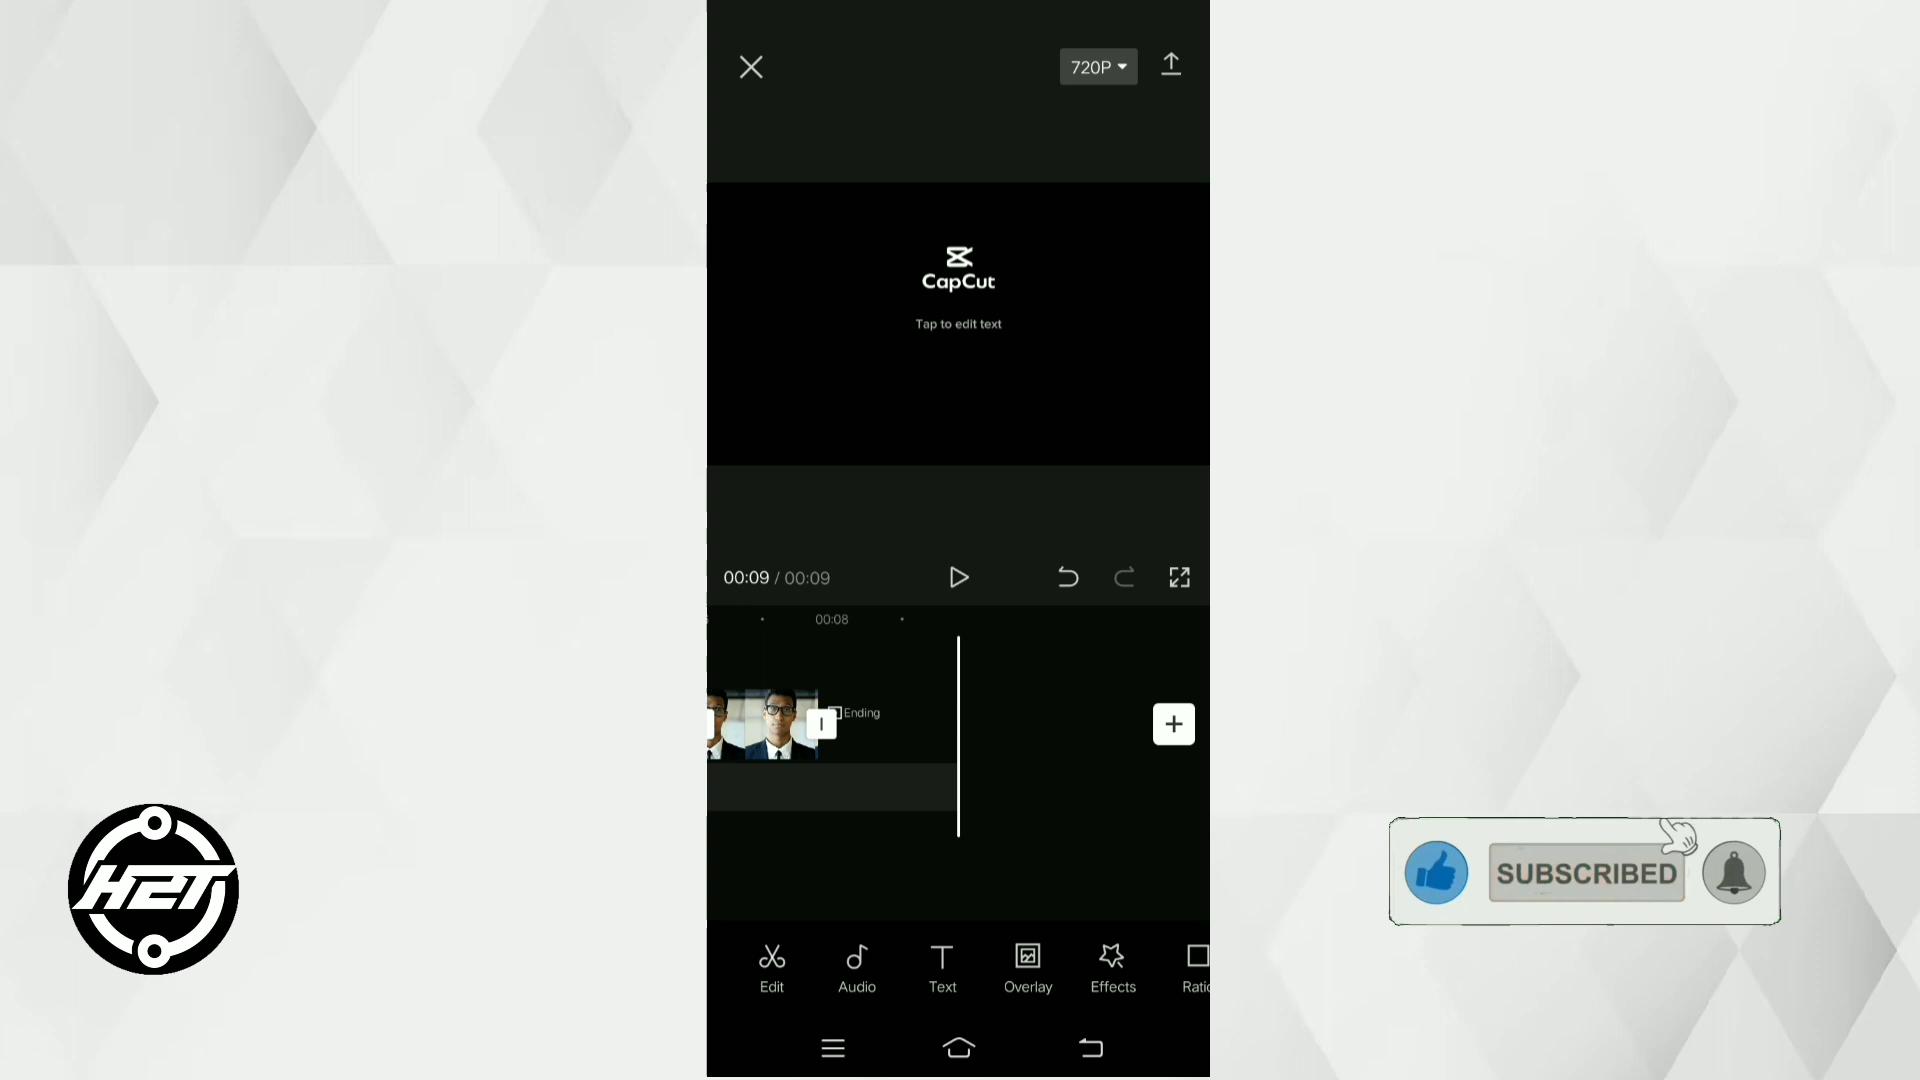 720P
CapCut
Tap to edit text
00:09 / 00:09
00:08
Ending
H2T
SUBSCRIBED
Edit
Audio
Text
Overlay
Effects
Ratio